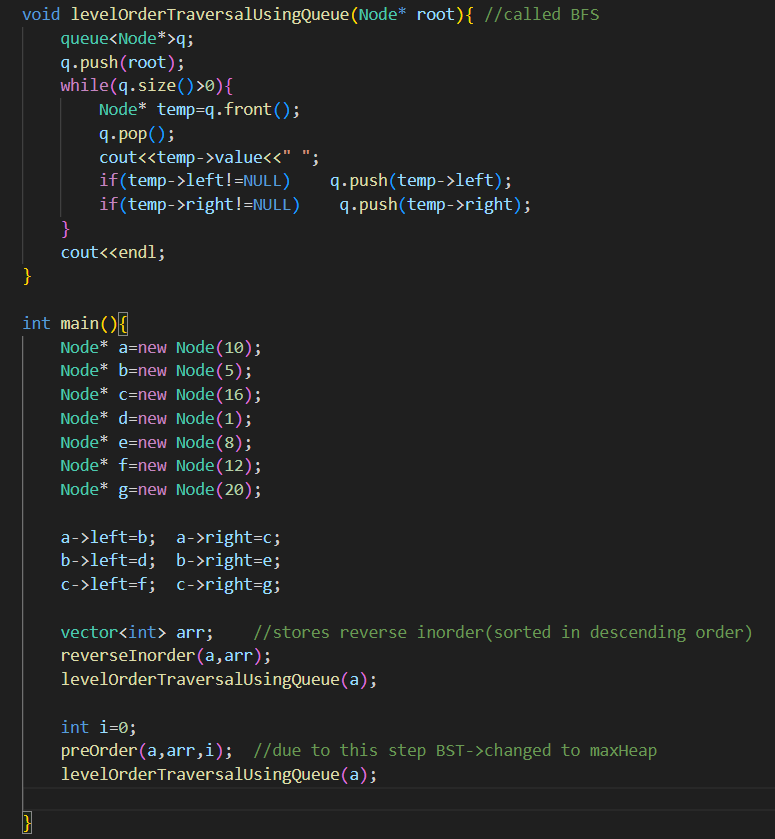 void levelOrderTraversalUsingQueue(Node* root){ //called BFS
    queue<Node*>q;
    q.push(root);
    while(q.size()>0){
        Node* temp=q.front();
        q.pop();
        cout<<temp->value<<" ";
        if(temp->left!=NULL)    q.push(temp->left);
        if(temp->right!=NULL)    q.push(temp->right);
    }
    cout<<endl;
}

int main(){
    Node* a=new Node(10);
    Node* b=new Node(5);
    Node* c=new Node(16);
    Node* d=new Node(1);
    Node* e=new Node(8);
    Node* f=new Node(12);
    Node* g=new Node(20);

    a->left=b;  a->right=c;
    b->left=d;  b->right=e;
    c->left=f;  c->right=g;

    vector<int> arr;    //stores reverse inorder(sorted in descending order)
    reverseInorder(a,arr);
    levelOrderTraversalUsingQueue(a);

    int i=0;
    preOrder(a,arr,i);  //due to this step BST->changed to maxHeap
    levelOrderTraversalUsingQueue(a);

}